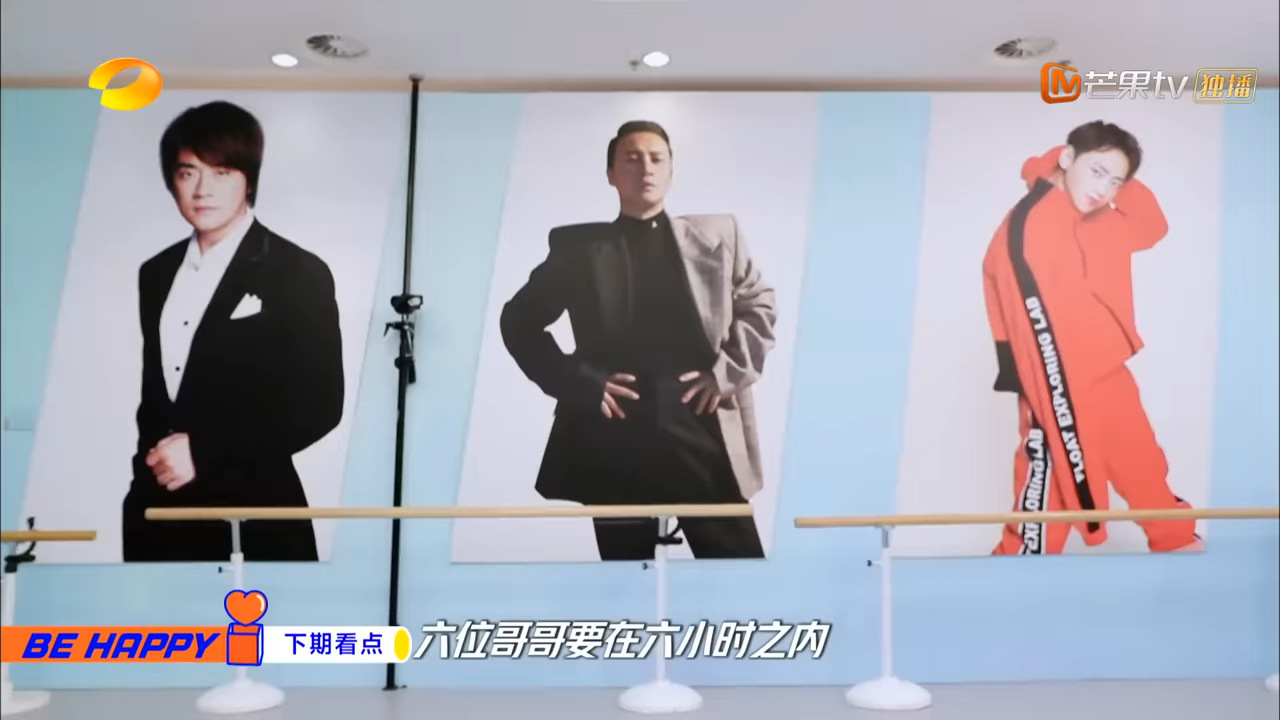 芒果tv 独播
FLOAT EXPLORING LAB
EXPLORING LAB
BE HAPPY
下期看点
六位哥哥要在六小时之内